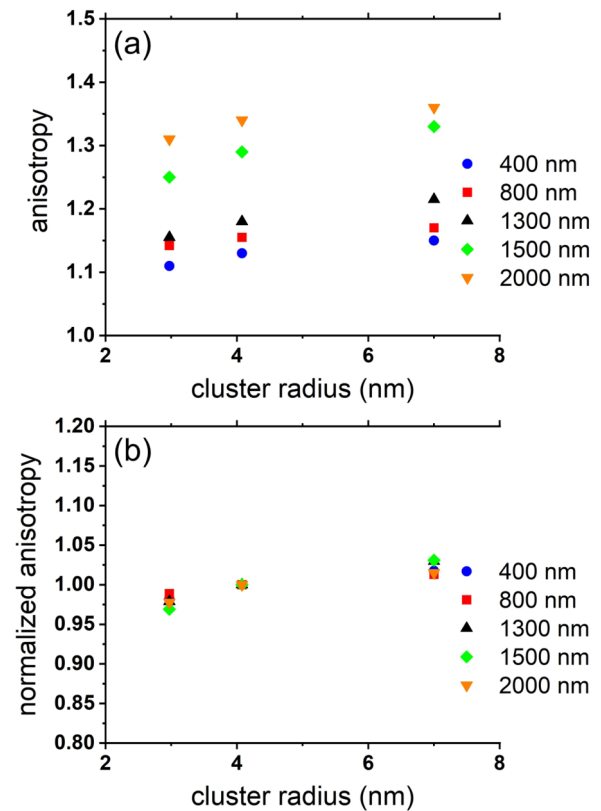 (a)
1.5
1.4
1.3
1.2
1.1
1.0
anisotropy
2 4 6 8
cluster radius (nm)
400 nm
800 nm
1300 nm
1500 nm
2000 nm
(b)
1.20
1.15
1.10
1.05
1.00
0.95
0.90
0.85
0.80
normalized anisotropy
2 4 6 8
cluster radius (nm)
400 nm
800 nm
1300 nm
1500 nm
2000 nm